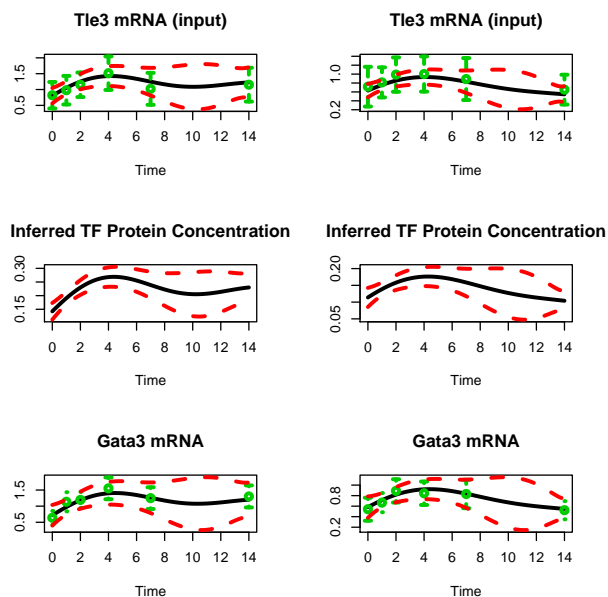 Tle3 mRNA (input)
0.5 1.5
0 2 4 6 8 10 12 14
Time
Tle3 mRNA (input)
0.2 1.0
0 2 4 6 8 10 12 14
Time
Inferred TF Protein Concentration
0.15 0.30
0 2 4 6 8 10 12 14
Time
Inferred TF Protein Concentration
0.05 0.20
0 2 4 6 8 10 12 14
Time
Gata3 mRNA
0.5 1.5
0 2 4 6 8 10 12 14
Time
Gata3 mRNA
0.2 0.8
0 2 4 6 8 10 12 14
Time